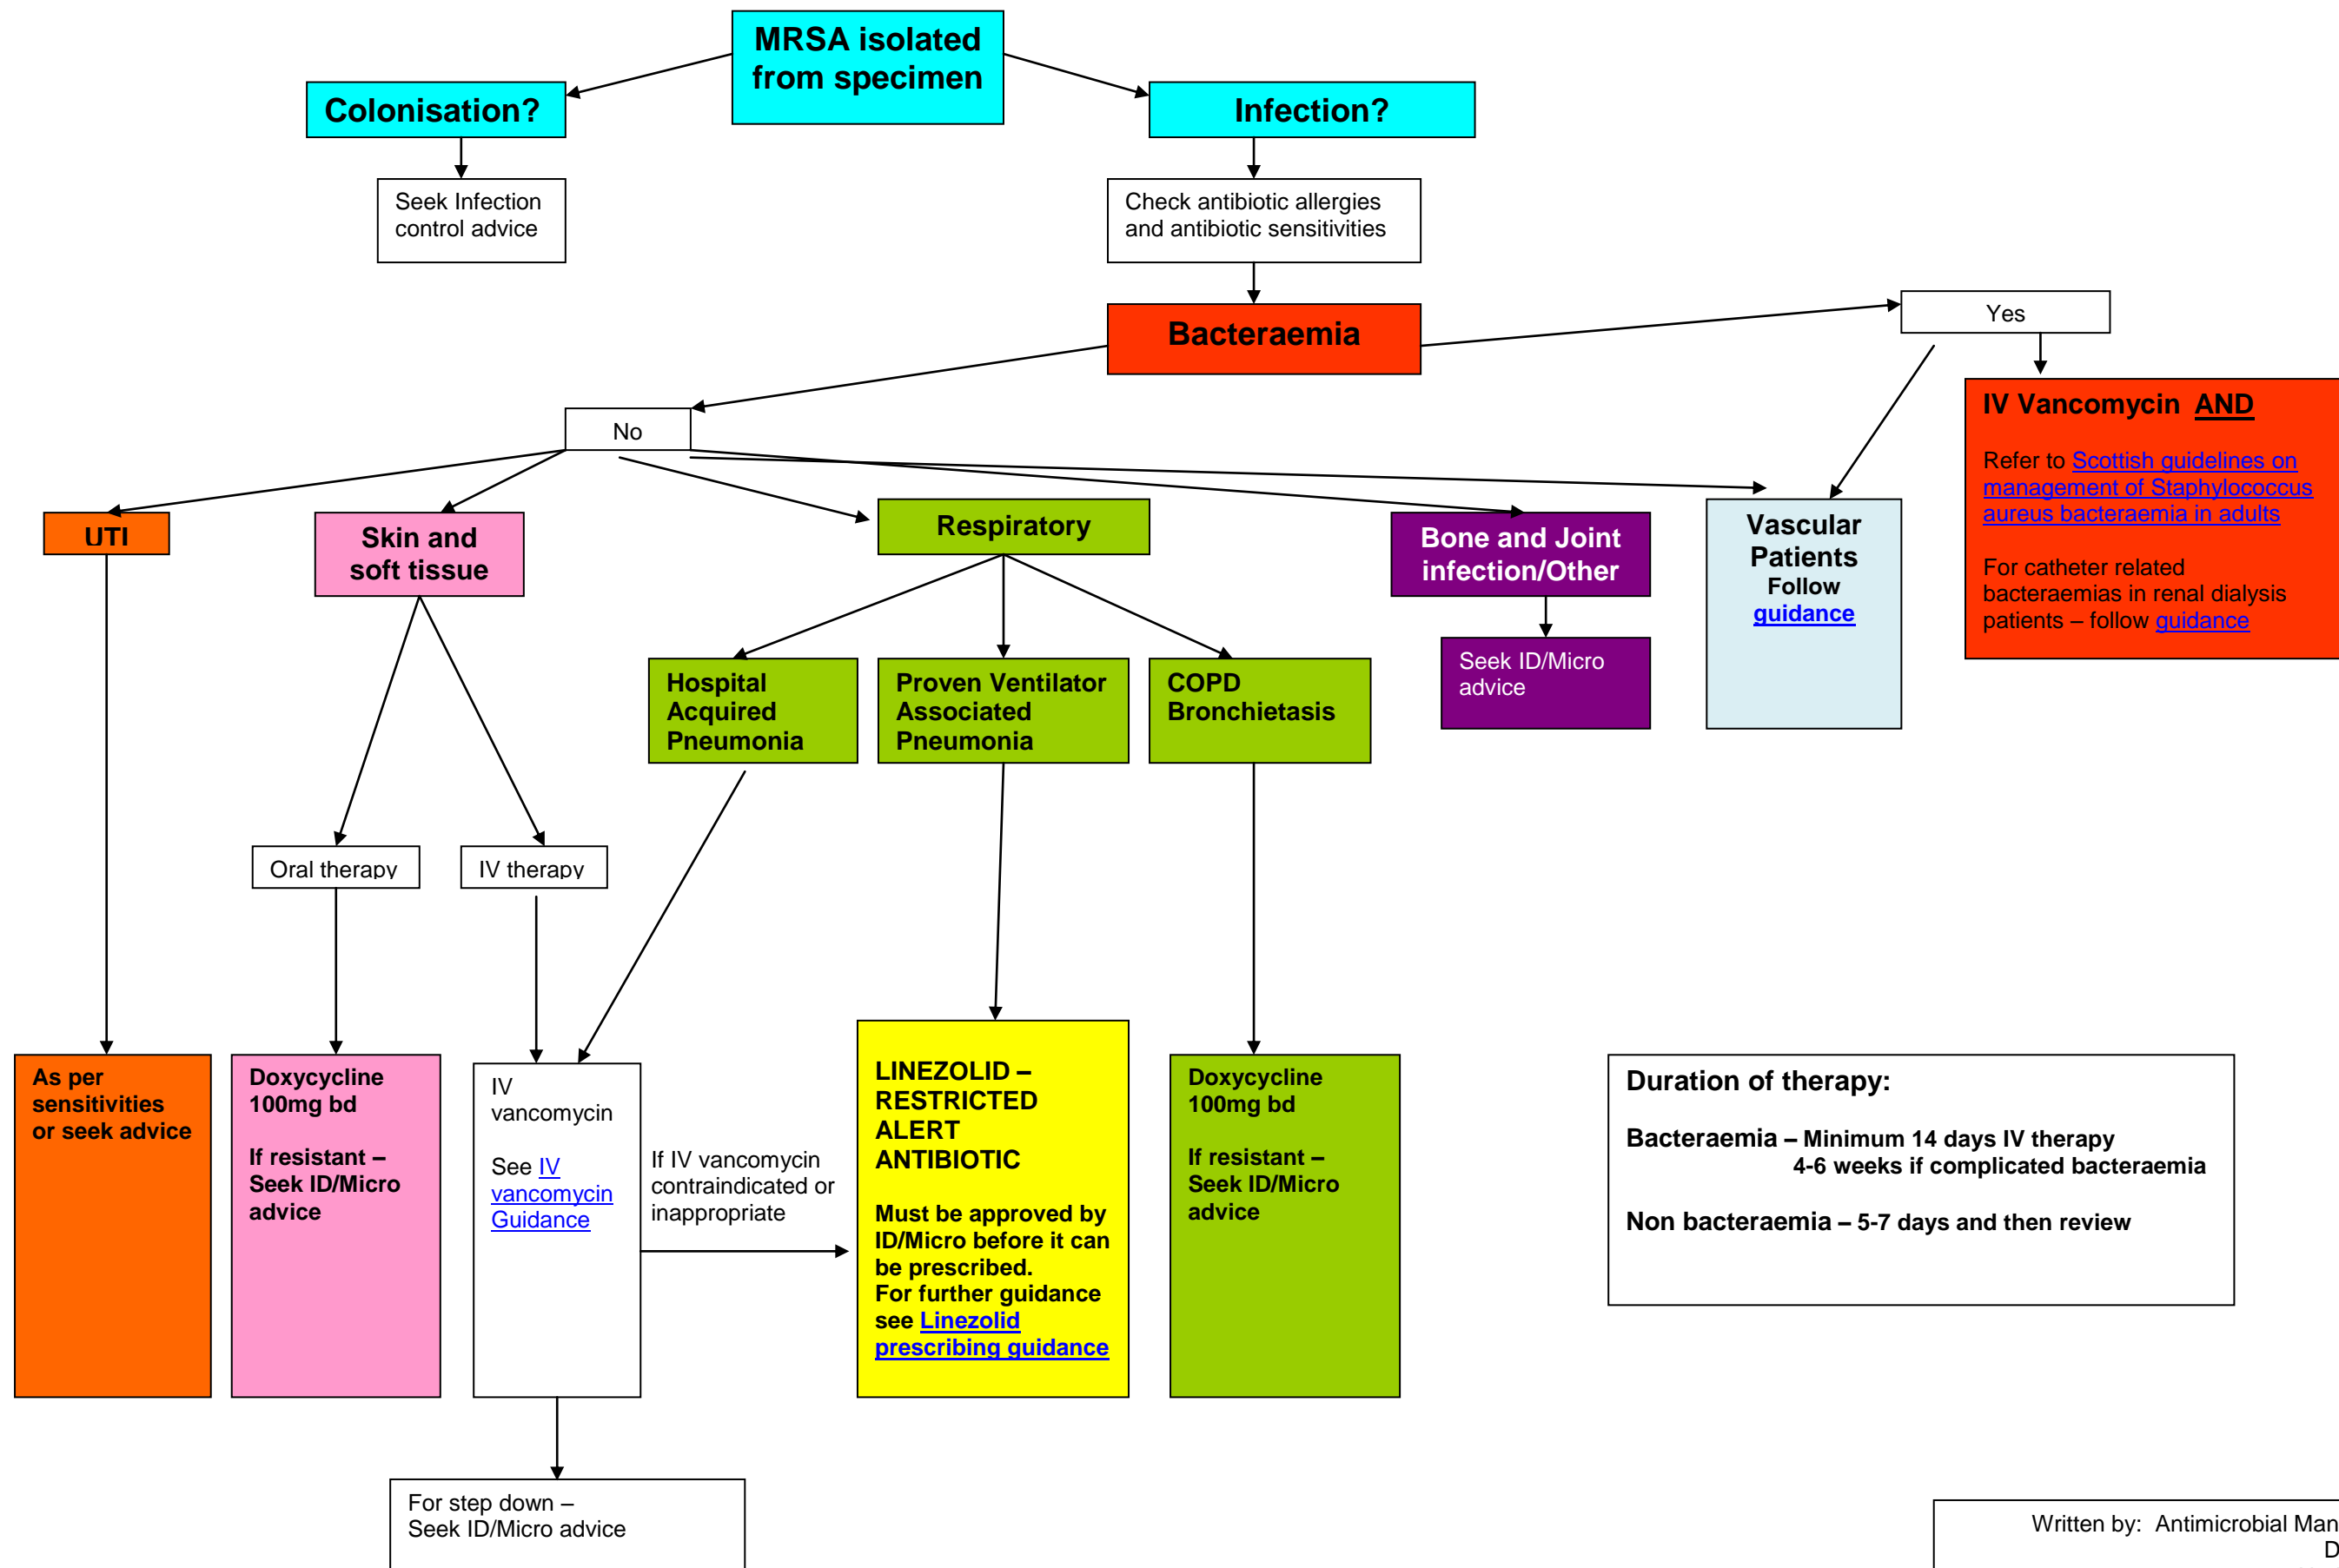 MRSA isolated
from specimen
Colonisation?
Infection?
Seek Infection
control advice
Check antibiotic allergies
and antibiotic sensitivities
Bacteraemia
Yes
No
IV Vancomycin AND
Refer to Scottish guidelines on
management of Staphylococcus
aureus bacteraemia in adults
For catheter related
bacteraemias in renal dialysis
patients – follow guidance
UTI
Skin and
soft tissue
Respiratory
Bone and Joint
infection/Other
Vascular
Patients
Follow
guidance
Seek ID/Micro
advice
Hospital
Acquired
Pneumonia
Proven Ventilator
Associated
Pneumonia
COPD
Bronchietasis
Oral therapy
IV therapy
As per
sensitivities
or seek advice
Doxycycline
100mg bd
If resistant –
Seek ID/Micro
advice
IV
vancomycin
See IV
vancomycin
Guidance
If IV vancomycin
contraindicated or
inappropriate
LINEZOLID –
RESTRICTED
ALERT
ANTIBIOTIC
Must be approved by
ID/Micro before it can
be prescribed.
For further guidance
see Linezolid
prescribing guidance
Doxycycline
100mg bd
If resistant –
Seek ID/Micro
advice
Duration of therapy:
Bacteraemia – Minimum 14 days IV therapy
4-6 weeks if complicated bacteraemia
Non bacteraemia – 5-7 days and then review
For step down –
Seek ID/Micro advice
Written by: Antimicrobial Man
D